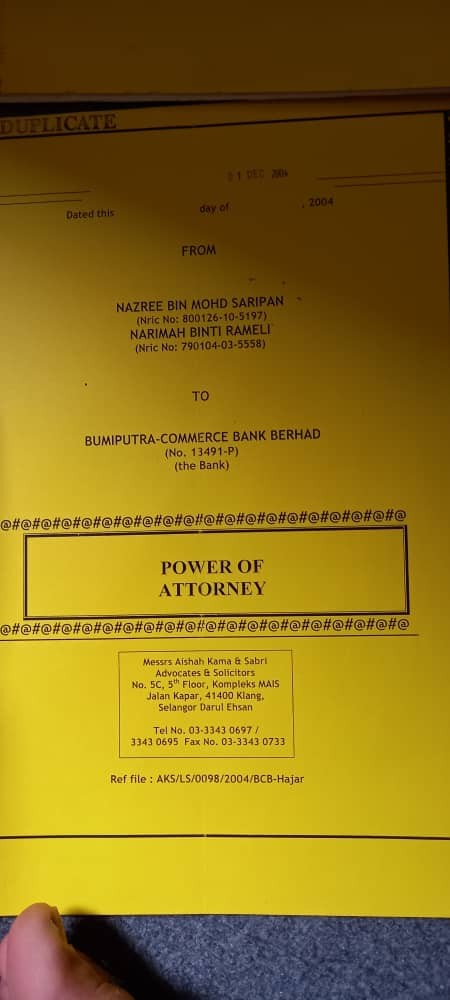 DUPLICATE
01 DEC 2004
Dated this day of , 2004
FROM
NAZREE BIN MOHD SARIPAN
(Nric No: 800126-10-5197)
NARIMAH BINTI RAMELI
(Nric No: 790104-03-5558)
TO
BUMIPUTRA-COMMERCE BANK BERHAD
(No. 13491-P)
(the Bank)
@#@#@#@#@#@#@#@#@#@#@#@#@#@#@#@#@#@#@#@
POWER OF
ATTORNEY
@#@#@#@#@#@#@#@#@#@#@#@#@#@#@#@#@#@#@#@
Messrs Aishah Kama & Sabri
Advocates & Solicitors
No. 5C, 5th Floor, Kompleks MAIS
Jalan Kapar, 41400 Klang,
Selangor Darul Ehsan
Tel No. 03-3343 0697 /
3343 0695 Fax No. 03-3343 0733
Ref file : AKS/LS/0098/2004/BCB-Hajar